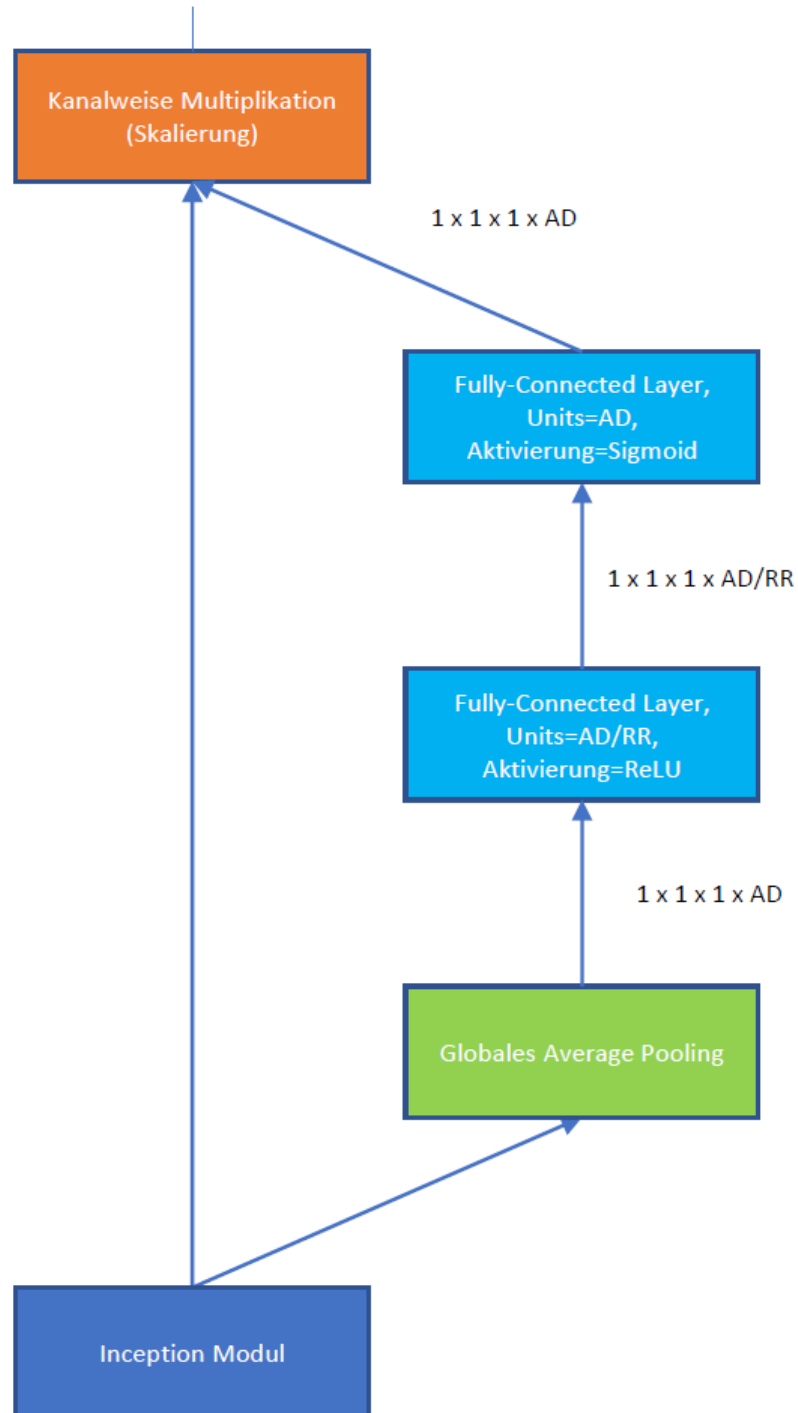 Kanalweise Multiplikation
(Skalierung)
1 x 1 x 1 x AD
Fully-Connected Layer,
Units=AD,
Aktivierung=Sigmoid
1 x 1 x 1 x AD/RR
Fully-Connected Layer,
Units=AD/RR,
Aktivierung=ReLU
1 x 1 x 1 x AD
Globales Average Pooling
Inception Modul